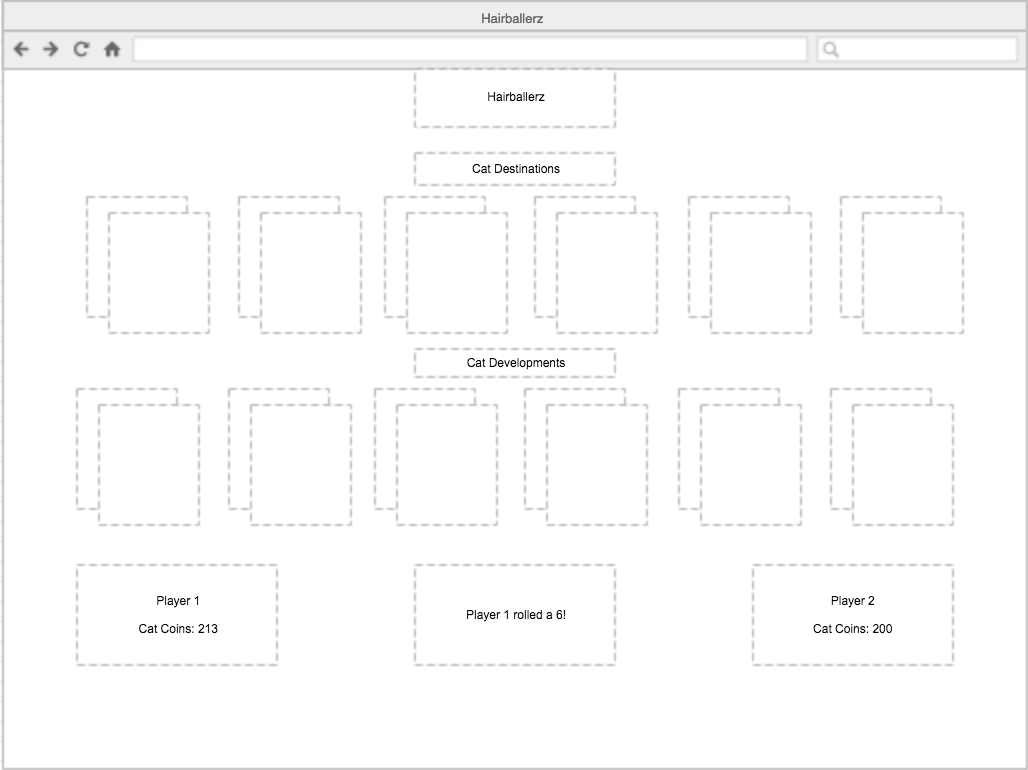 Hairballerz
Hairballerz
Cat Destinations
Cat Developments
Player 1
Cat Coins: 213
Player 1 rolled a 6!
Player 2
Cat Coins: 200